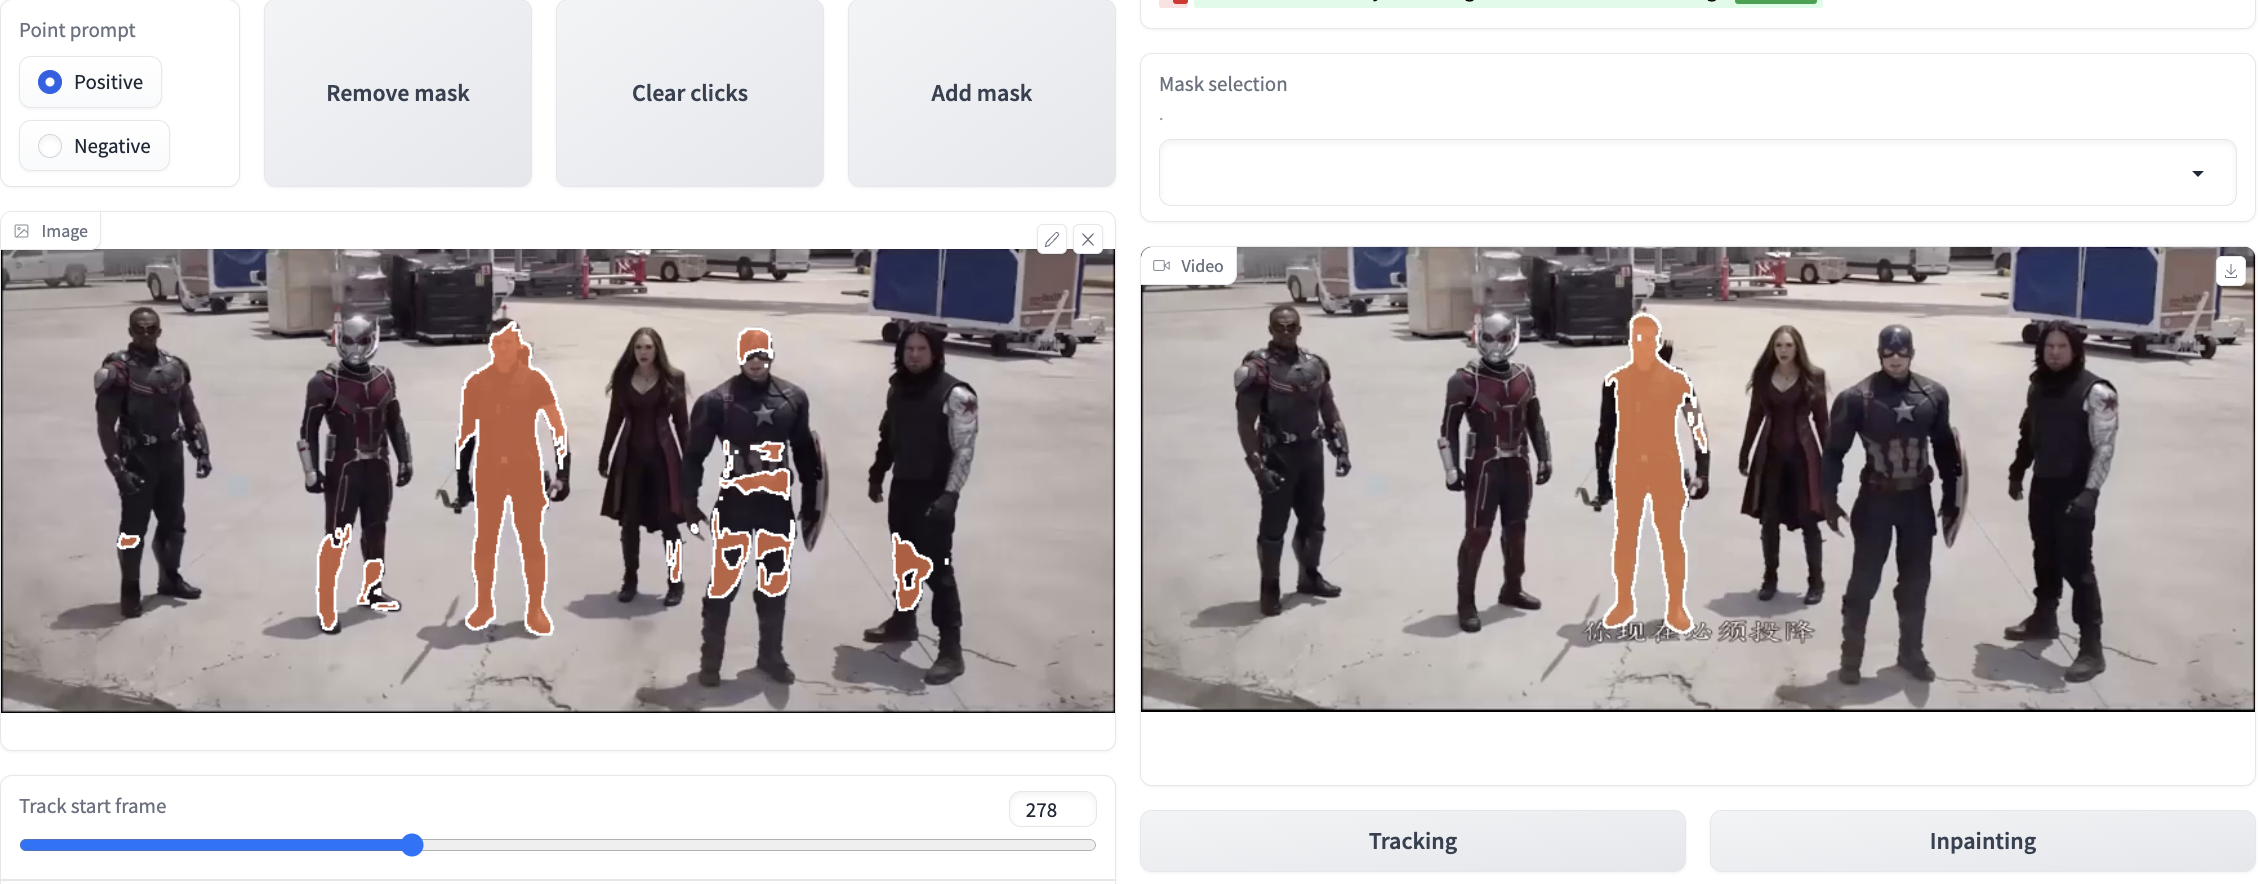 Point prompt
Positive
Negative
Remove mask
Clear clicks
Add mask
Image
Track start frame
278
Mask selection
.
Video
你现在必须投降
Tracking
Inpainting